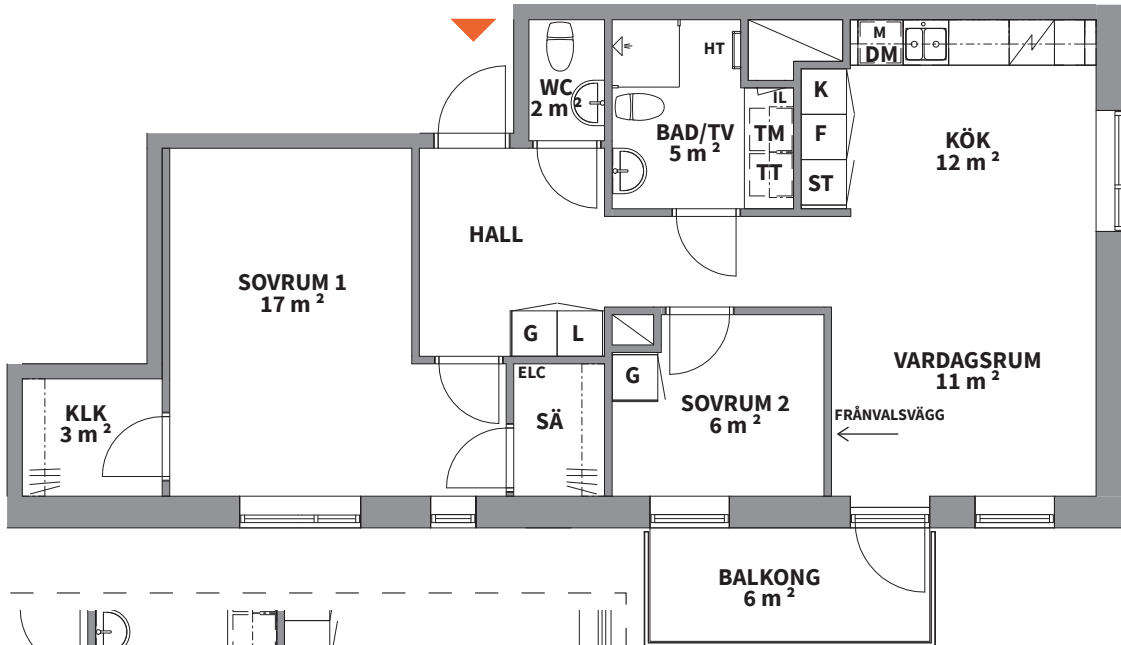 WC
2 m ²
HT
M
DM
K
IL
BAD/TV
5 m ²
TM
F
KÖK
12 m ²
TT
ST
HALL
SOVRUM 1
17 m ²
G
L
VARDAGSRUM
11 m ²
ELC
G
KLK
3 m ²
SÄ
SOVRUM 2
6 m ²
FRÅNVALSVÄGG
BALKONG
6 m ²